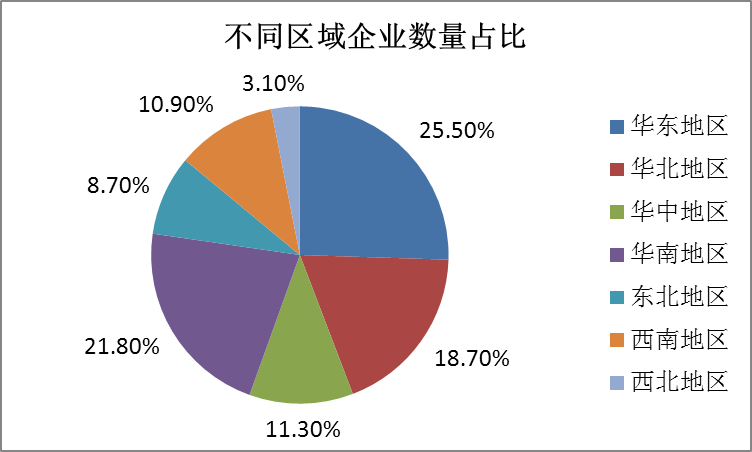 不同区域企业数量占比
3.10%
10.90%
25.50%
8.70%
21.80%
18.70%
11.30%
华东地区
华北地区
华中地区
华南地区
东北地区
西南地区
西北地区